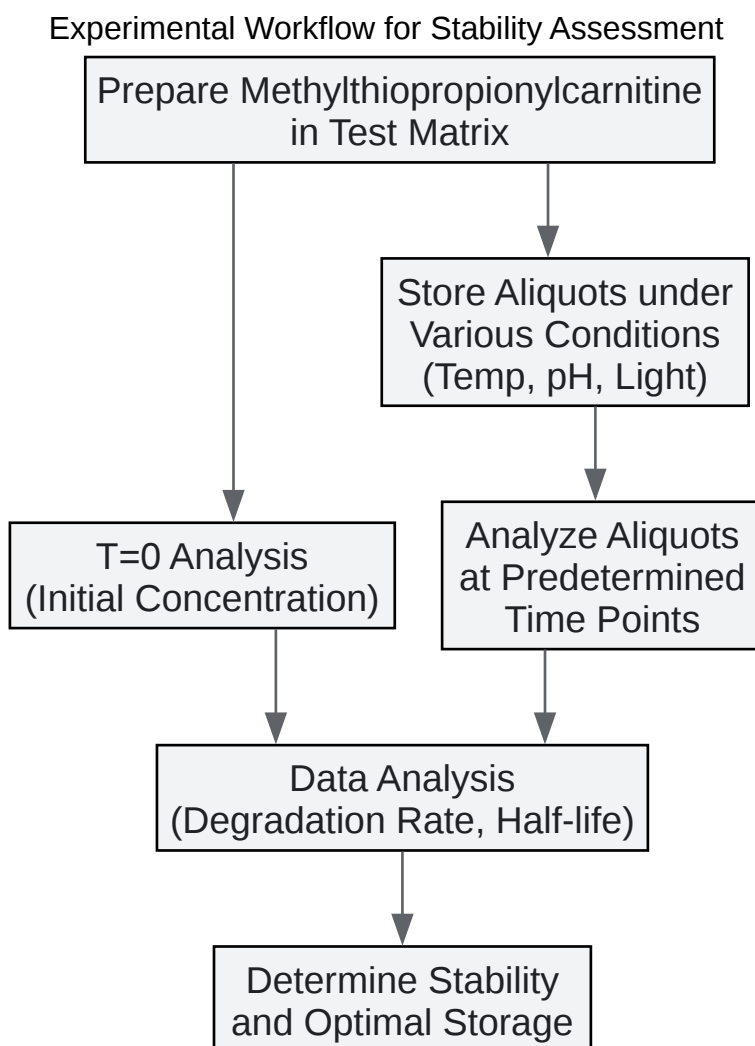 Experimental Workflow for Stability Assessment
Prepare Methylthiopropionylcarnitine
in Test Matrix
Store Aliquots under
Various Conditions
(Temp, pH, Light)
T=0 Analysis
(Initial Concentration)
Analyze Aliquots
at Predetermined
Time Points
Data Analysis
(Degradation Rate, Half-life)
Determine Stability
and Optimal Storage